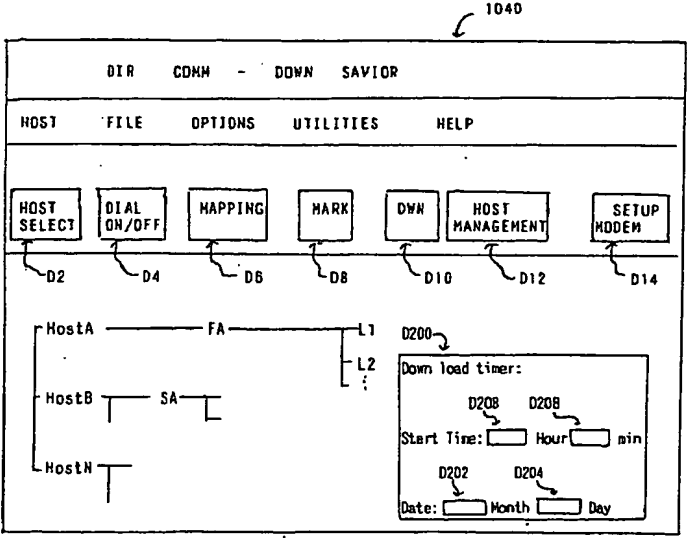 1040
DIR COMM - DOWN SAVIOR
HOST FILE OPTIONS UTILITIES HELP
HOST SELECT
DIAL ON/OFF
MAPPING
MARK
DWN
HOST MANAGEMENT
SETUP MODEM
D2 D4 D6 D8 D10 D12 D14
HostA FA L1
L2
HostB SA
HostN
D200
Down load timer:
D208 D208
Start Time: Hour min
D202 D204
Date: Month Day